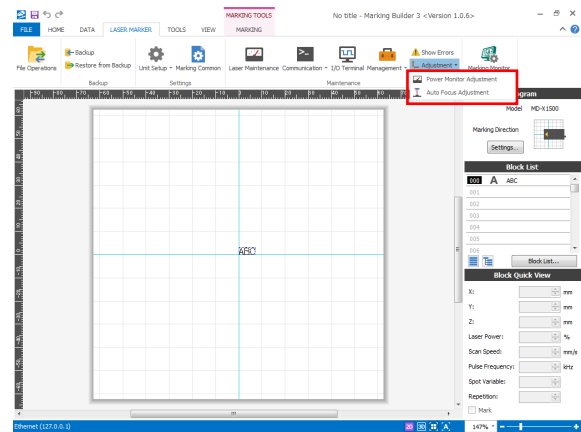 MARKING TOOLS
No title - Marking Builder 3 <Version 1.0.6>
FILE HOME DATA LASER MARKER TOOLS VIEW MARKING
File Operations
Backup
Restore from Backup
Backup
Unit Setup
Marking Common
Settings
Laser Maintenance
Communication
I/O Terminal
Management
Show Errors
Adjustment
Maintenance
Marking Monitor
Power Monitor Adjustment
Auto Focus Adjustment
Model MD-X1500
Marking Direction
Settings...
Block List
000 A ABC
001
002
003
004
005
006
Block List...
Block Quick View
X: mm
Y: mm
Z: mm
Laser Power: %
Scan Speed: mm/s
Pulse Frequency: kHz
Spot Variable:
Repetition:
Mark
ABC
Ethernet (127.0.0.1)
2D 3D A
147%